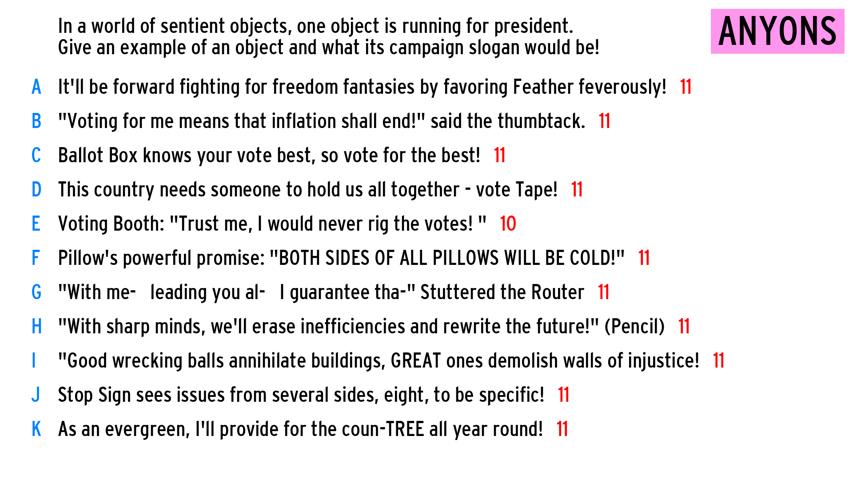 In a world of sentient objects, one object is running for president.
Give an example of an object and what its campaign slogan would be!
ANYONS
A It'll be forward fighting for freedom fantasies by favoring Feather feverously! 11
B "Voting for me means that inflation shall end!" said the thumbtack. 11
C Ballot Box knows your vote best, so vote for the best! 11
D This country needs someone to hold us all together - vote Tape! 11
E Voting Booth: "Trust me, I would never rig the votes! " 10
F Pillow's powerful promise: "BOTH SIDES OF ALL PILLOWS WILL BE COLD!" 11
G "With me- leading you al- I guarantee tha-" Stuttered the Router 11
H "With sharp minds, we'll erase inefficiencies and rewrite the future!" (Pencil) 11
I "Good wrecking balls annihilate buildings, GREAT ones demolish walls of injustice! 11
J Stop Sign sees issues from several sides, eight, to be specific! 11
K As an evergreen, I'll provide for the coun-TREE all year round! 11